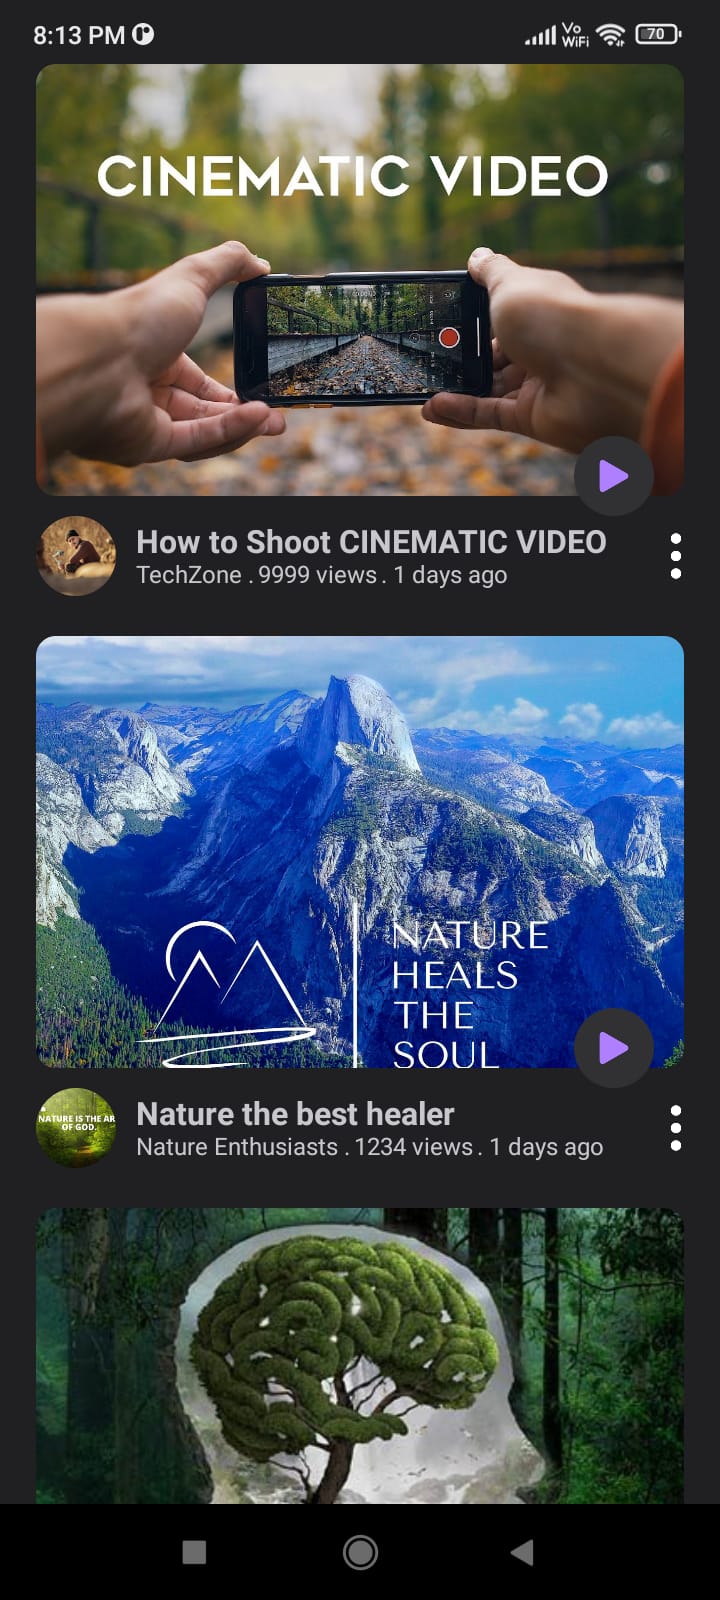 8:13 PM
Vo
WiFi
70
CINEMATIC VIDEO
How to Shoot CINEMATIC VIDEO
TechZone . 9999 views . 1 days ago
NATURE
HEALS
THE
SOUL
NATURE IS THE AR
OF GOD.
Nature the best healer
Nature Enthusiasts . 1234 views . 1 days ago